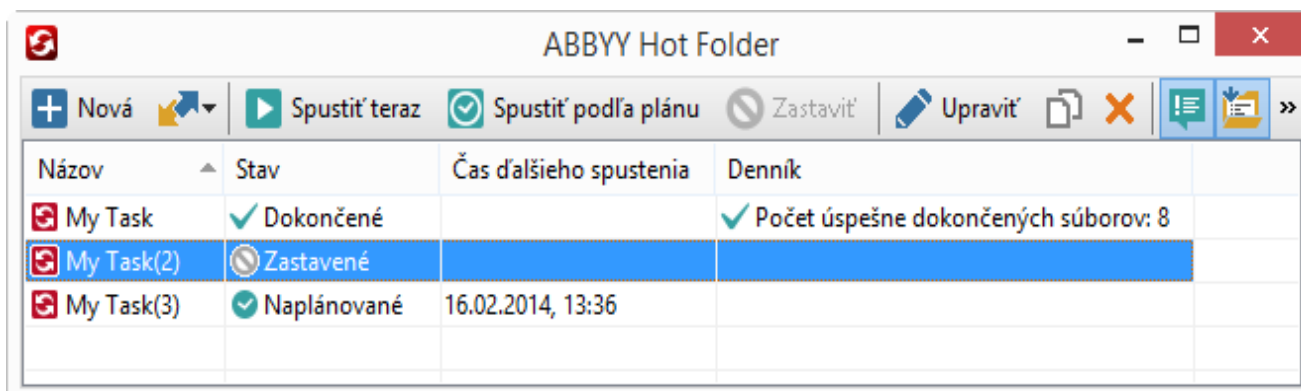 ABBYY Hot Folder
Nová Spustiť teraz Spustiť podľa plánu Zastaviť Upraviť »
Názov Stav Čas ďalšieho spustenia Denník
My Task Dokončené Počet úspešne dokončených súborov: 8
My Task(2) Zastavené
My Task(3) Naplánované 16.02.2014, 13:36